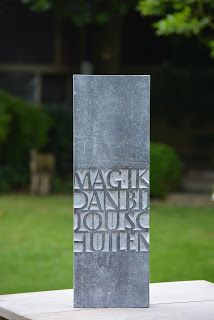 MAG IK
DAN BIJ
JOU SC
HUILEN